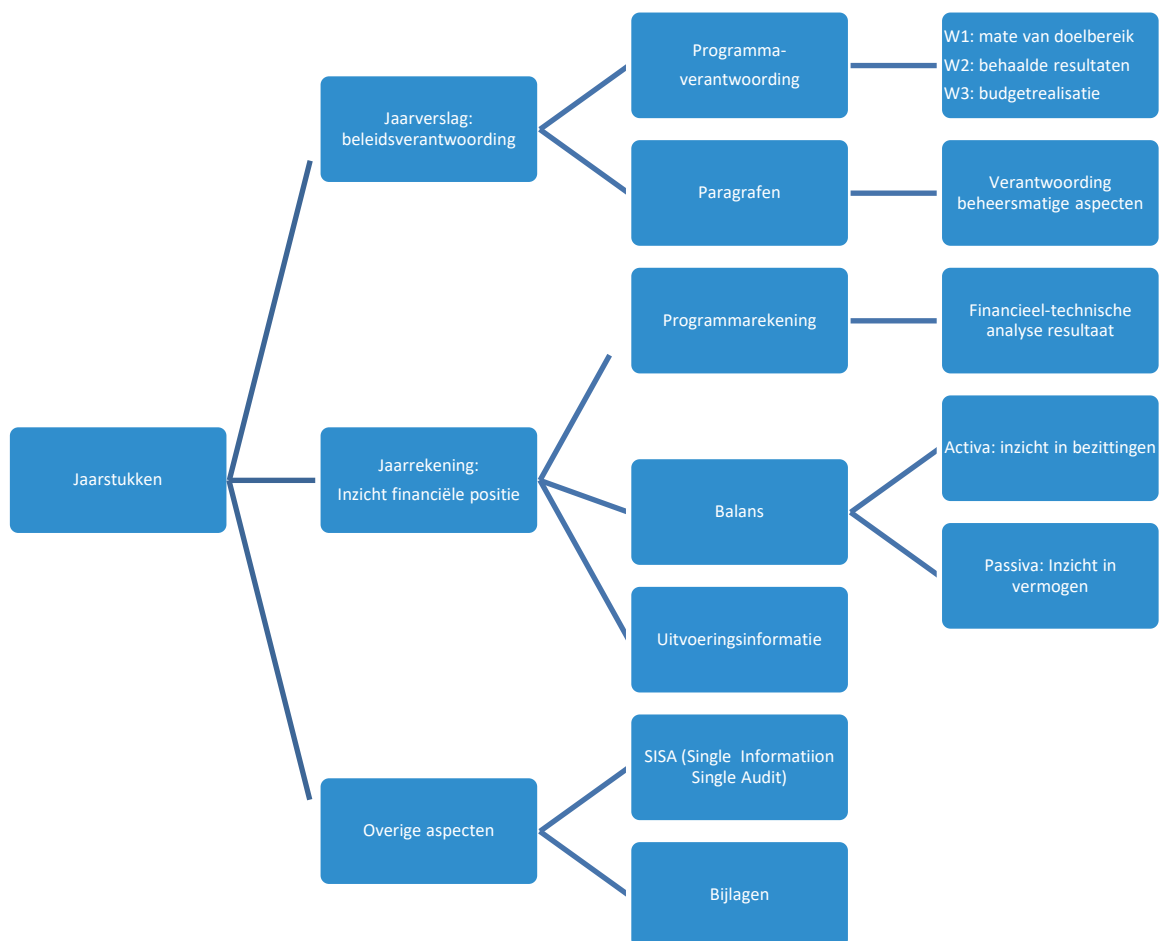 Jaarstukken
Jaarverslag:
beleidsverantwoording
Programma-
verantwoording
W1: mate van doelbereik
W2: behaalde resultaten
W3: budgetrealisatie
Paragrafen
Verantwoording
beheersmatige aspecten
Jaarrekening:
Inzicht financiële positie
Programmarekening
Financieel-technische
analyse resultaat
Balans
Activa: inzicht in bezittingen
Passiva: Inzicht in
vermogen
Uitvoeringsinformatie
Overige aspecten
SISA (Single Informatiion
Single Audit)
Bijlagen